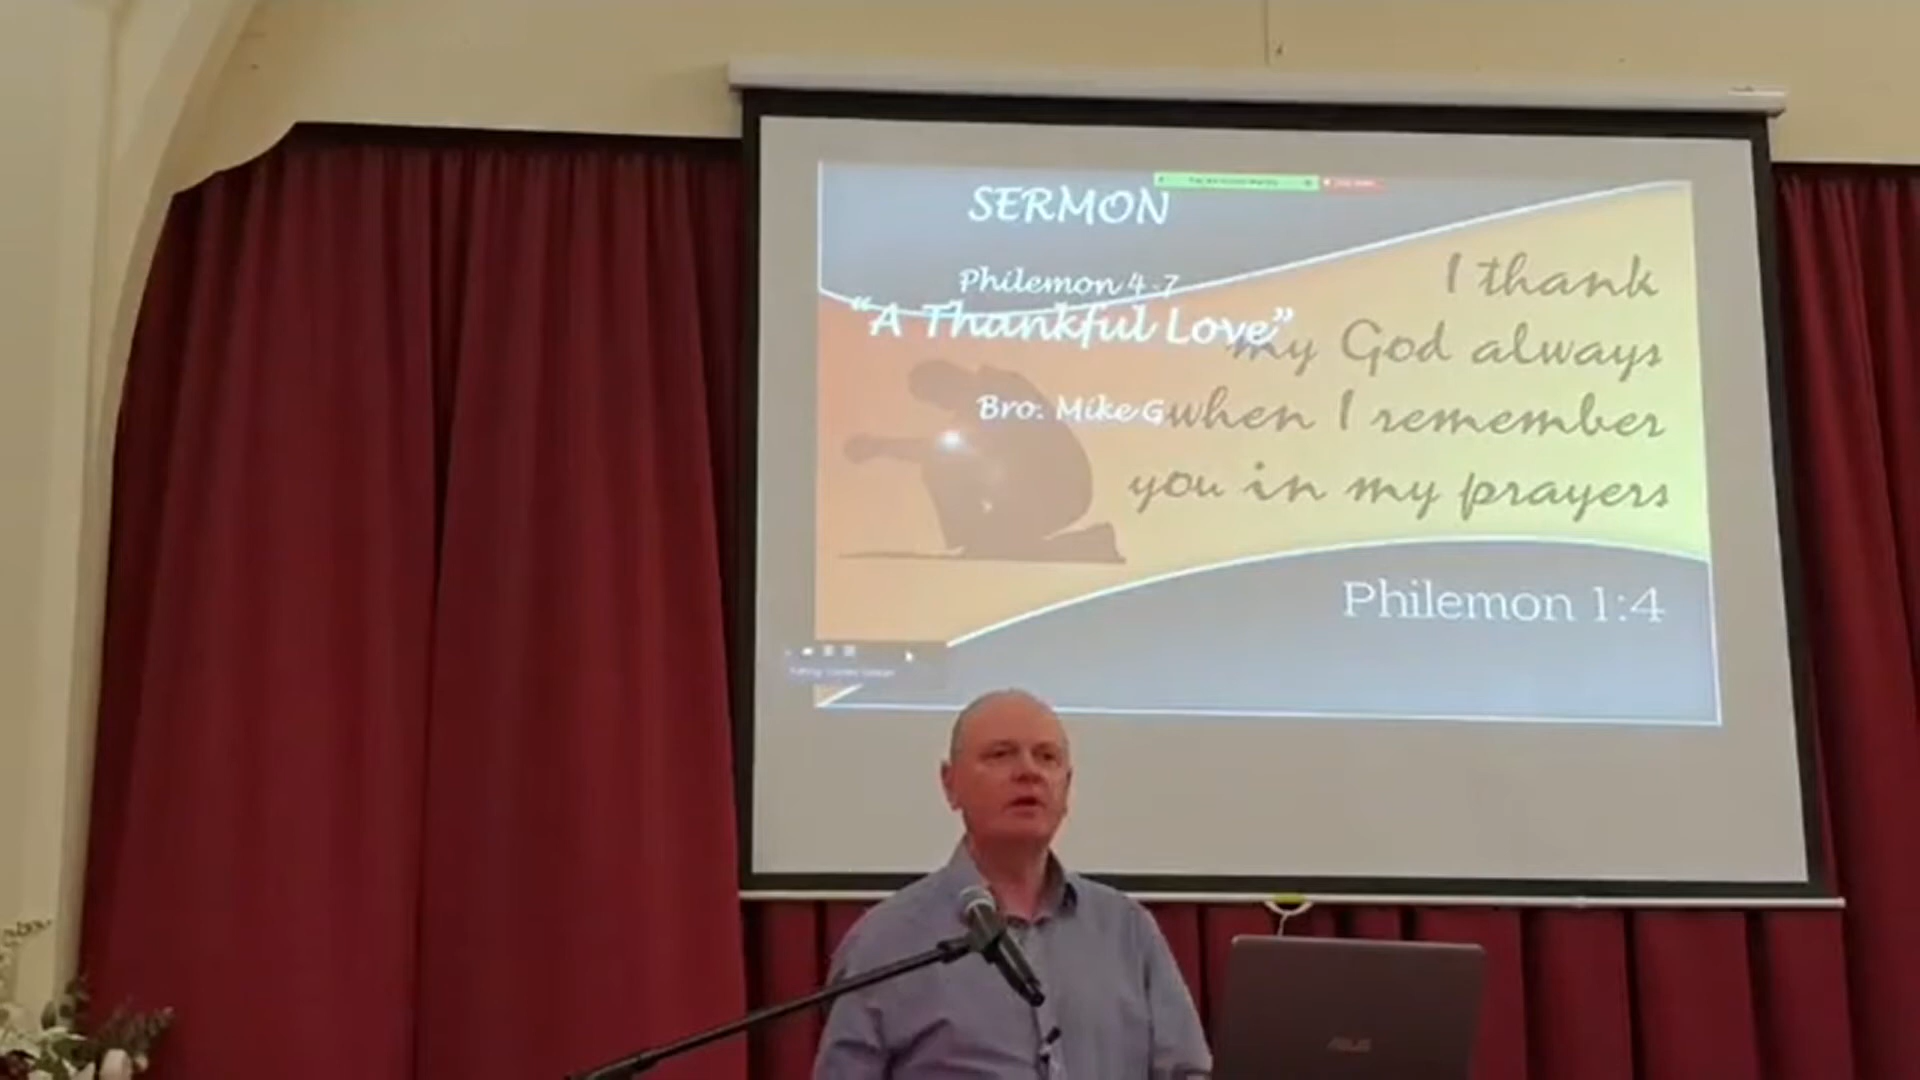 SERMON
Philemon 4-7
“A Thankful Love”
Bro. Mike G
I thank
my God always
when I remember
you in my prayers
Philemon 1:4
ASUS